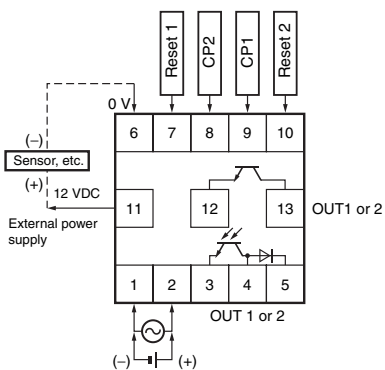 Reset 1
CP2
CP1
Reset 2
0 V
6 7 8 9 10
(−)
Sensor, etc.
(+)
12 VDC
11 12 13
OUT1 or 2
External power
supply
1 2 3 4 5
OUT 1 or 2
(−) (+)